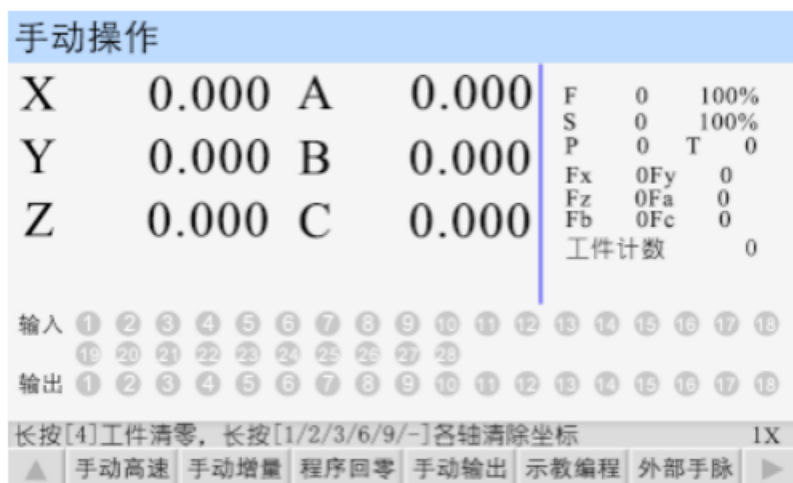 手动操作
X 0.000 A 0.000
Y 0.000 B 0.000
Z 0.000 C 0.000
F 0 100%
S 0 100%
P 0 T 0
Fx 0Fy 0
Fz 0Fa 0
Fb 0Fc 0
工件计数 0
输入 1 2 3 4 5 6 7 8 9 10 11 12 13 14 15 16 17 18
19 20 21 22 23 24 25 26 27 28
输出 1 2 3 4 5 6 7 8 9 10 11 12 13 14 15 16 17 18
长按[4]工件清零，长按[1/2/3/6/9/-]各轴清除坐标 1X
手动高速 手动增量 程序回零 手动输出 示教编程 外部手脉